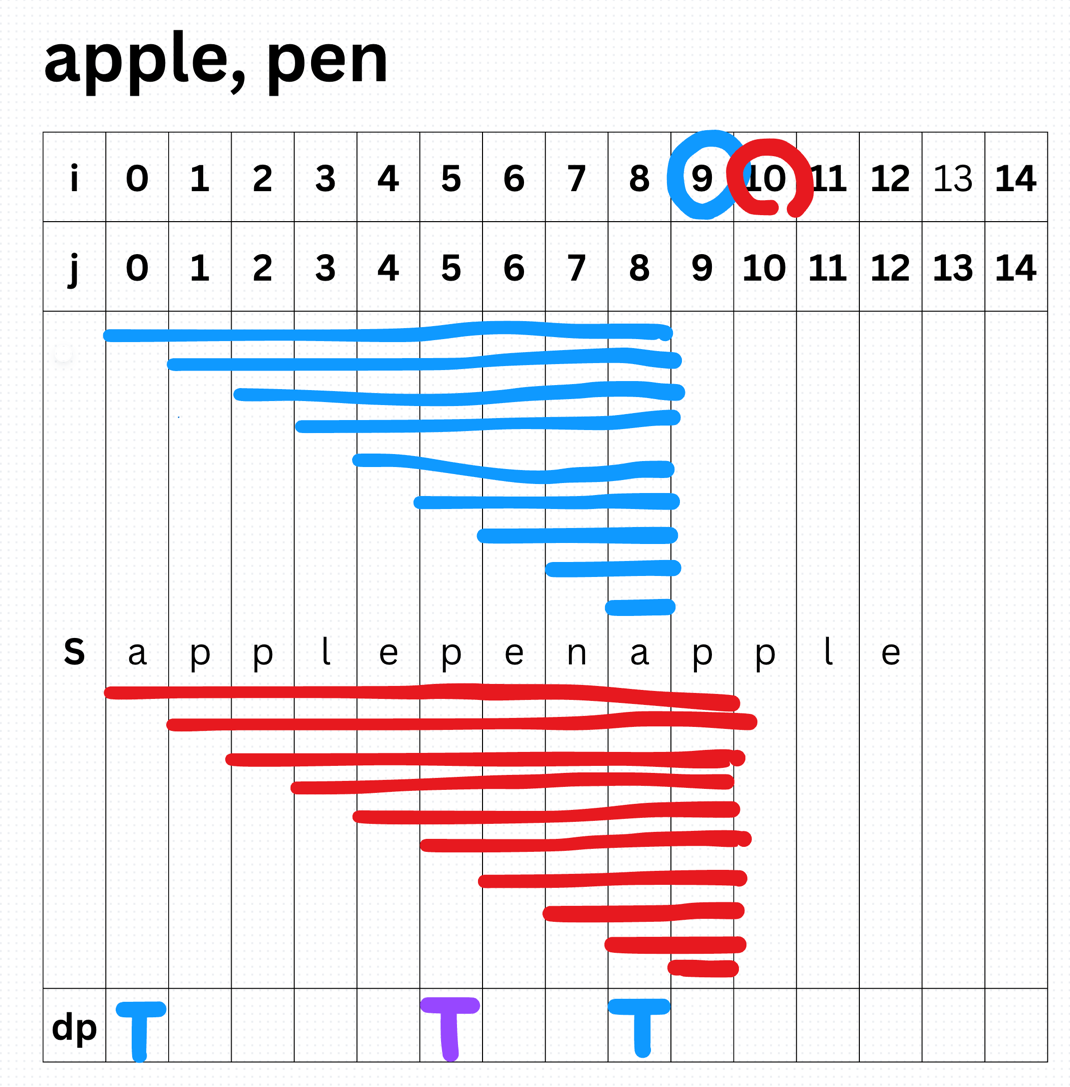 apple, pen
i 0 1 2 3 4 5 6 7 8 9 10 11 12 13 14
j 0 1 2 3 4 5 6 7 8 9 10 11 12 13 14
S a p p l e p e n a p p l e
dp T T T